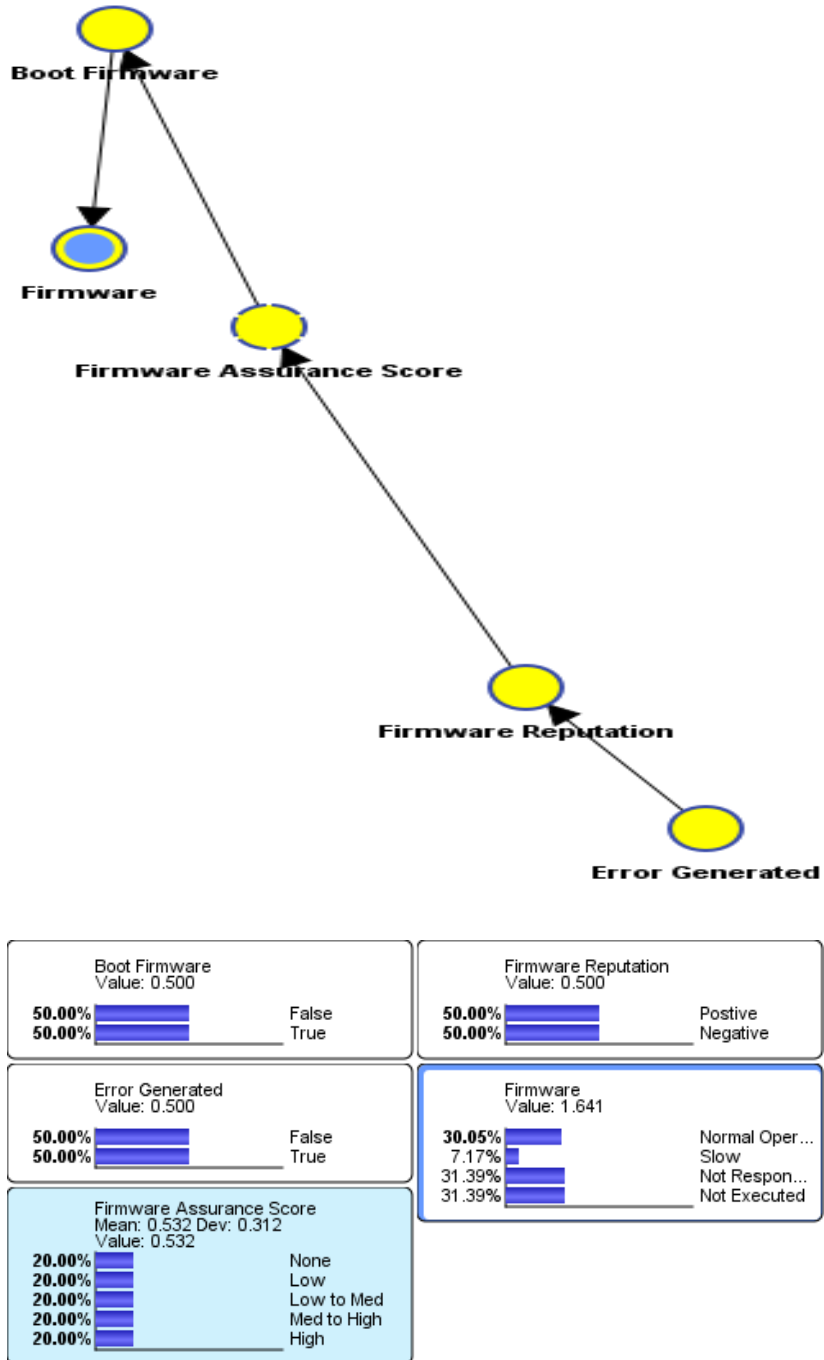 Boot Firmware
Firmware
Firmware Assurance Score
Firmware Reputation
Error Generated
Boot Firmware
Value: 0.500
50.00% False
50.00% True
Firmware Reputation
Value: 0.500
50.00% Postive
50.00% Negative
Error Generated
Value: 0.500
50.00% False
50.00% True
Firmware
Value: 1.641
30.05% Normal Oper...
7.17% Slow
31.39% Not Respon...
31.39% Not Executed
Firmware Assurance Score
Mean: 0.532 Dev: 0.312
Value: 0.532
20.00% None
20.00% Low
20.00% Low to Med
20.00% Med to High
20.00% High